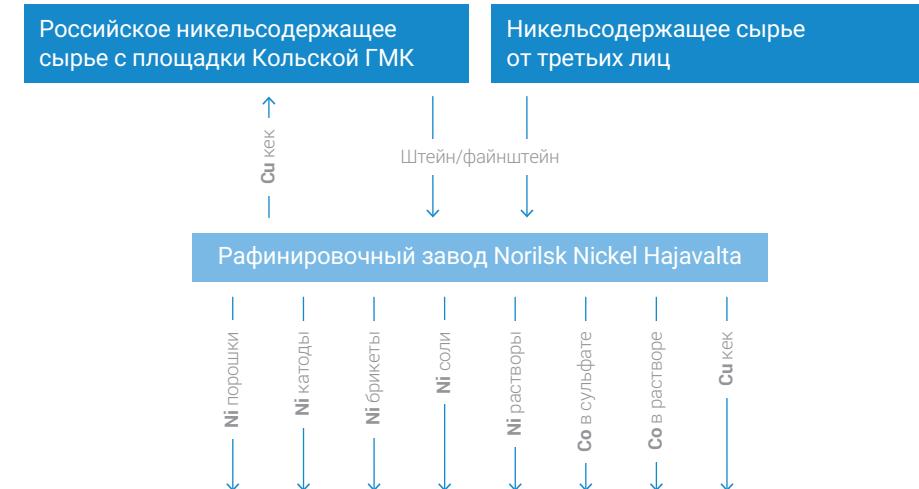 Российское никельсодержащее
сырье с площадки Кольской ГМК
Никельсодержащее сырье
от третьих лиц
Cu кек
Штейн/файнштейн
Рафинировочный завод Norilsk Nickel Hajavalta
Ni порошки
Ni катоды
Ni брикеты
Ni соли
Ni растворы
Co в сульфате
Co в растворе
Cu кек